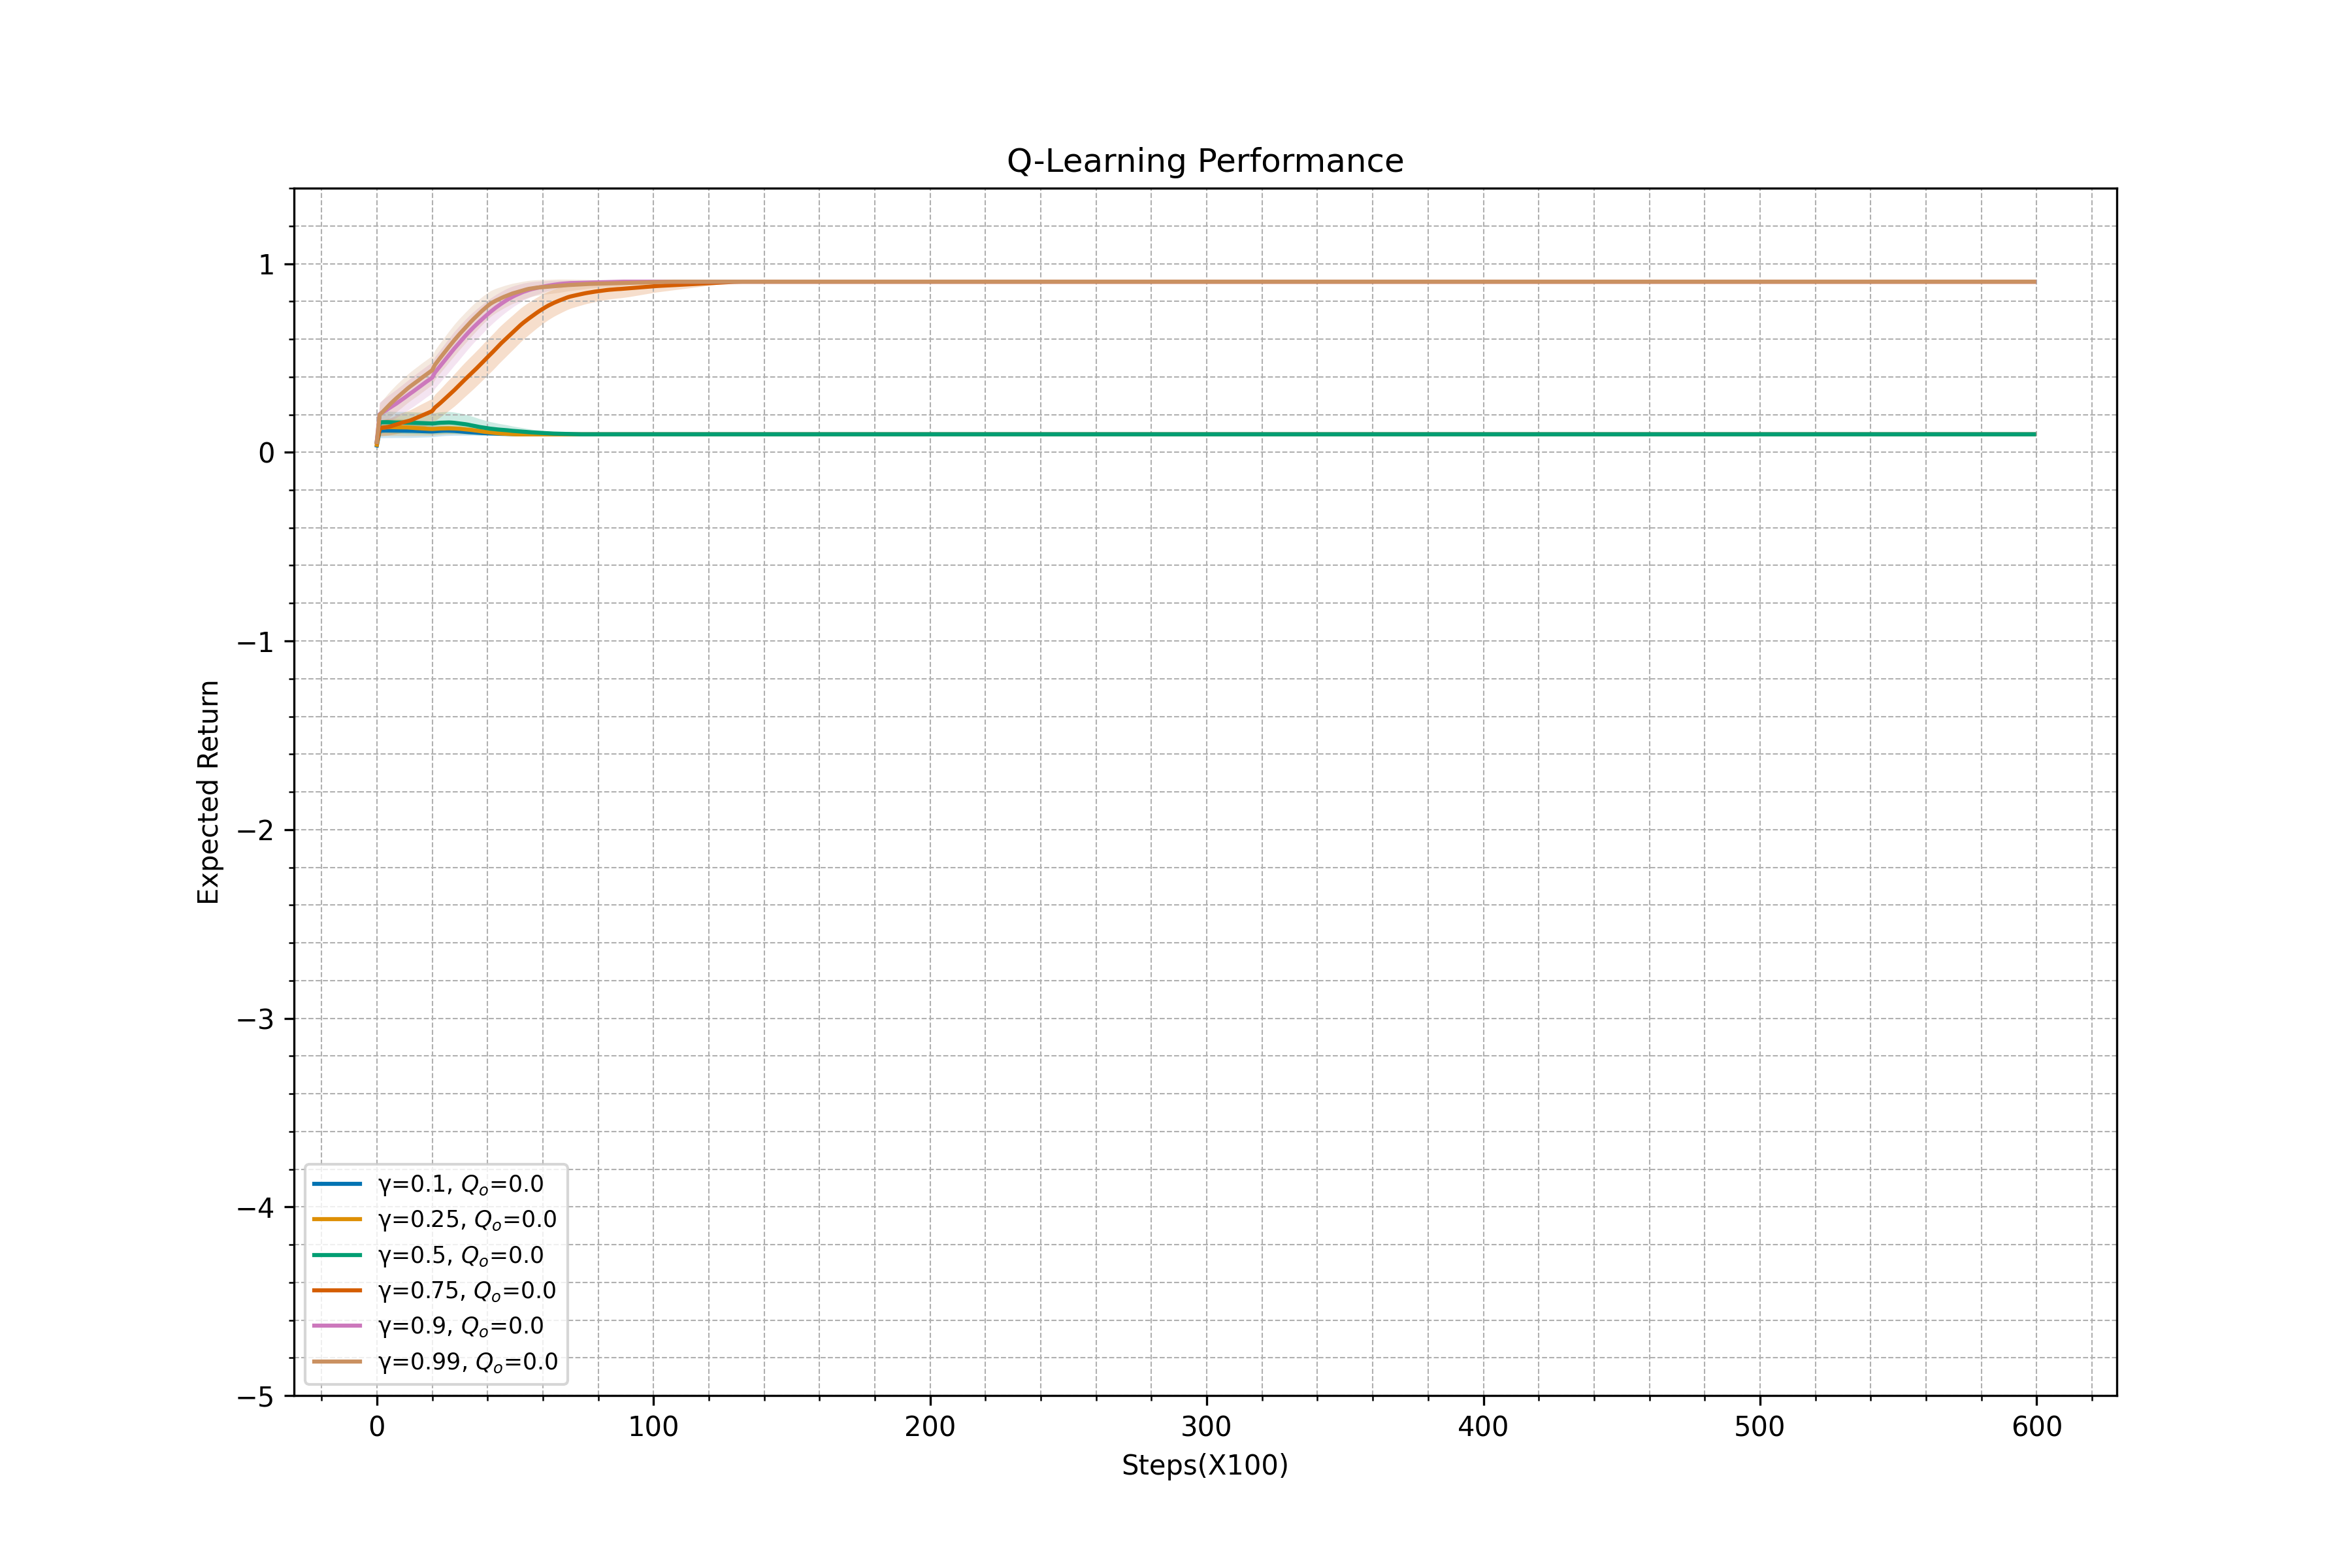 Q-Learning Performance
Expected Return
1
0
−1
−2
−3
−4
−5
γ=0.1, Qₒ=0.0
γ=0.25, Qₒ=0.0
γ=0.5, Qₒ=0.0
γ=0.75, Qₒ=0.0
γ=0.9, Qₒ=0.0
γ=0.99, Qₒ=0.0
0 100 200 300 400 500 600
Steps(X100)